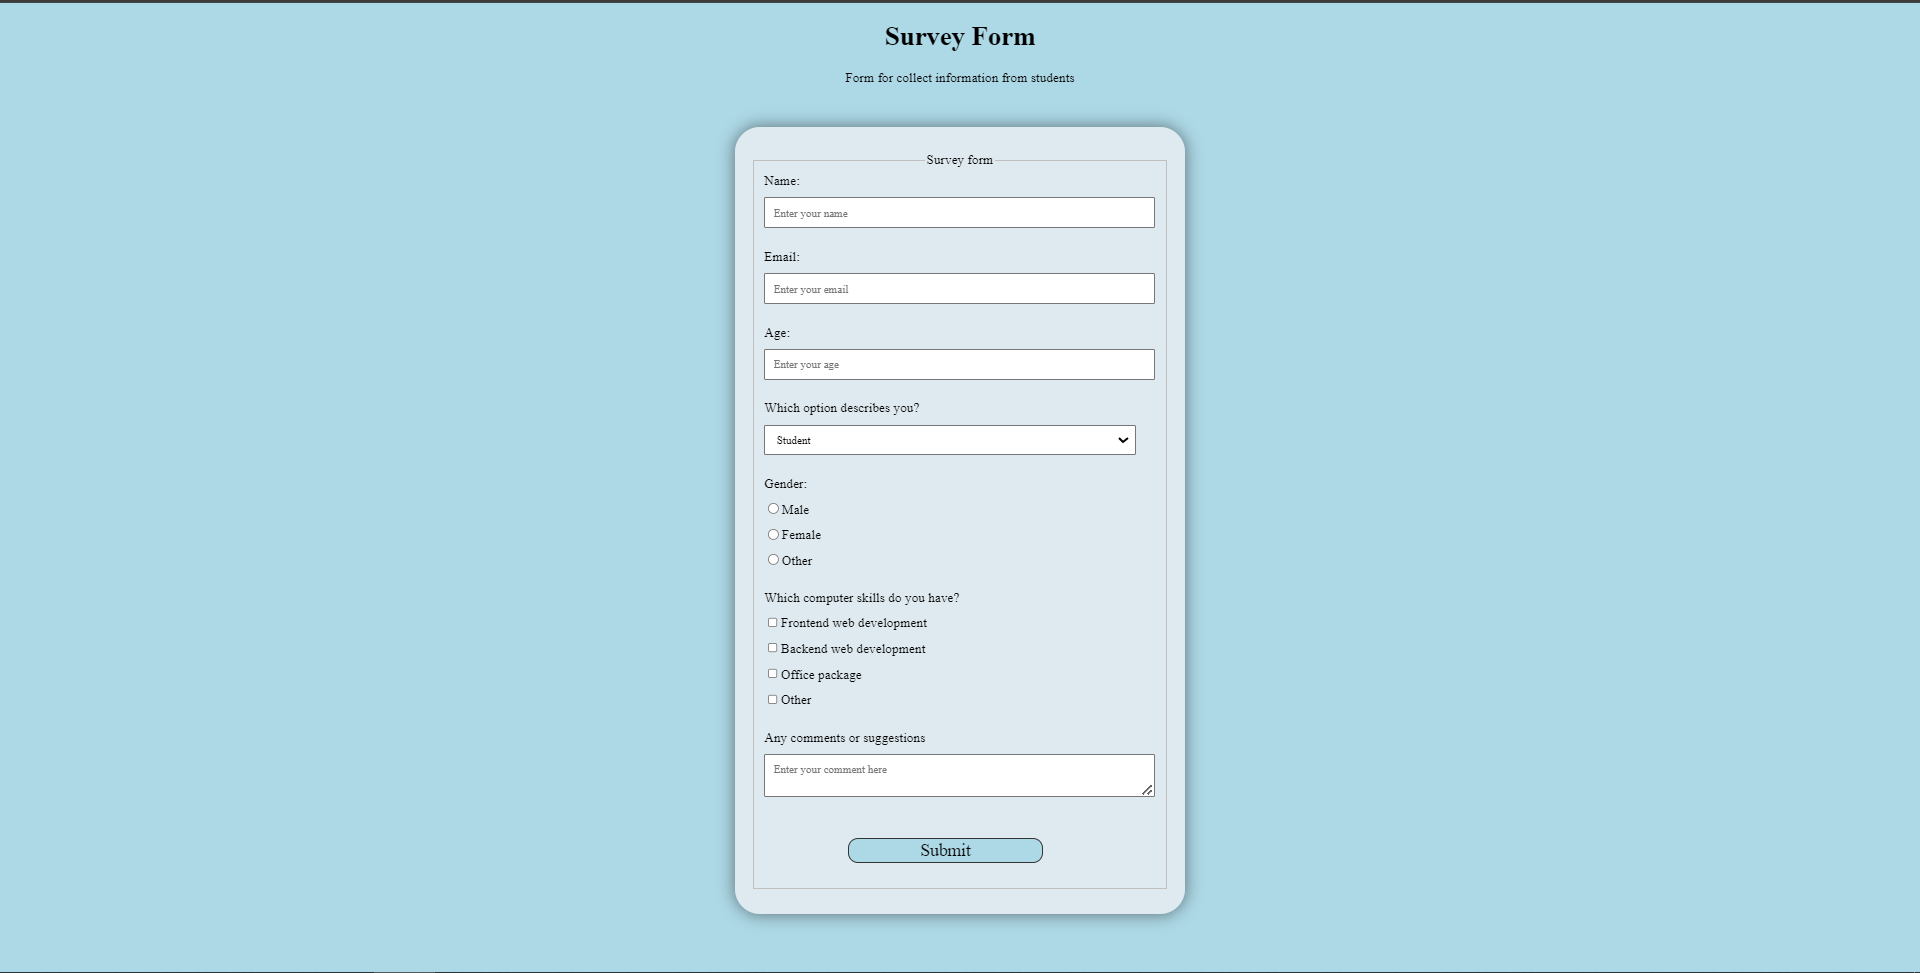 Survey Form
Form for collect information from students
Survey form
Name:
Enter your name
Email:
Enter your email
Age:
Enter your age
Which option describes you?
Student
Gender:
Male
Female
Other
Which computer skills do you have?
Frontend web development
Backend web development
Office package
Other
Any comments or suggestions
Enter your comment here
Submit